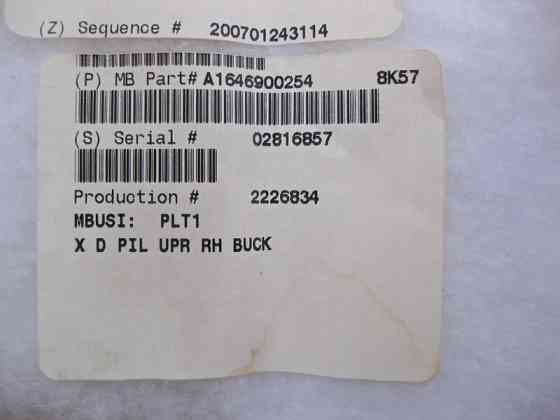 (Z) Sequence # 200701243114
(P) MB Part# A1646900254 8K57
(S) Serial # 02816857
Production # 2226834
MBUSI: PLT1
X D PIL UPR RH BUCK